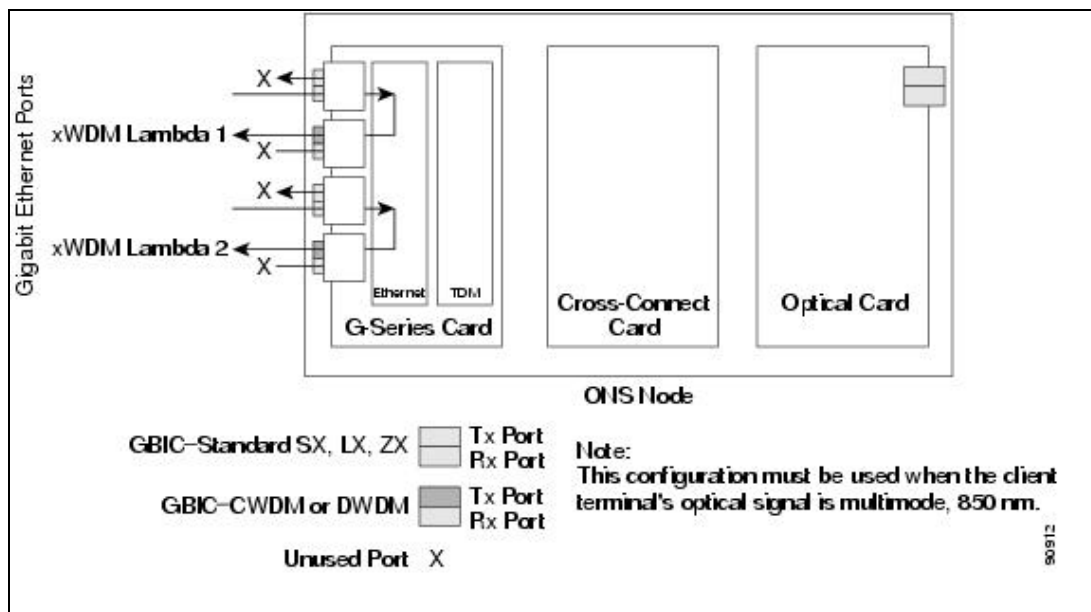 Gigabit Ethernet Ports
X
xWDM Lambda 1
X
X
xWDM Lambda 2
X
Ethernet
TDM
G-Series Card
Cross-Connect
Card
Optical Card
ONS Node
GBIC-Standard SX, LX, ZX
Tx Port
Rx Port
GBIC-CWDM or DWDM
Tx Port
Rx Port
Unused Port X
Note:
This configuration must be used when the client
terminal's optical signal is multimode, 850 nm.
90912